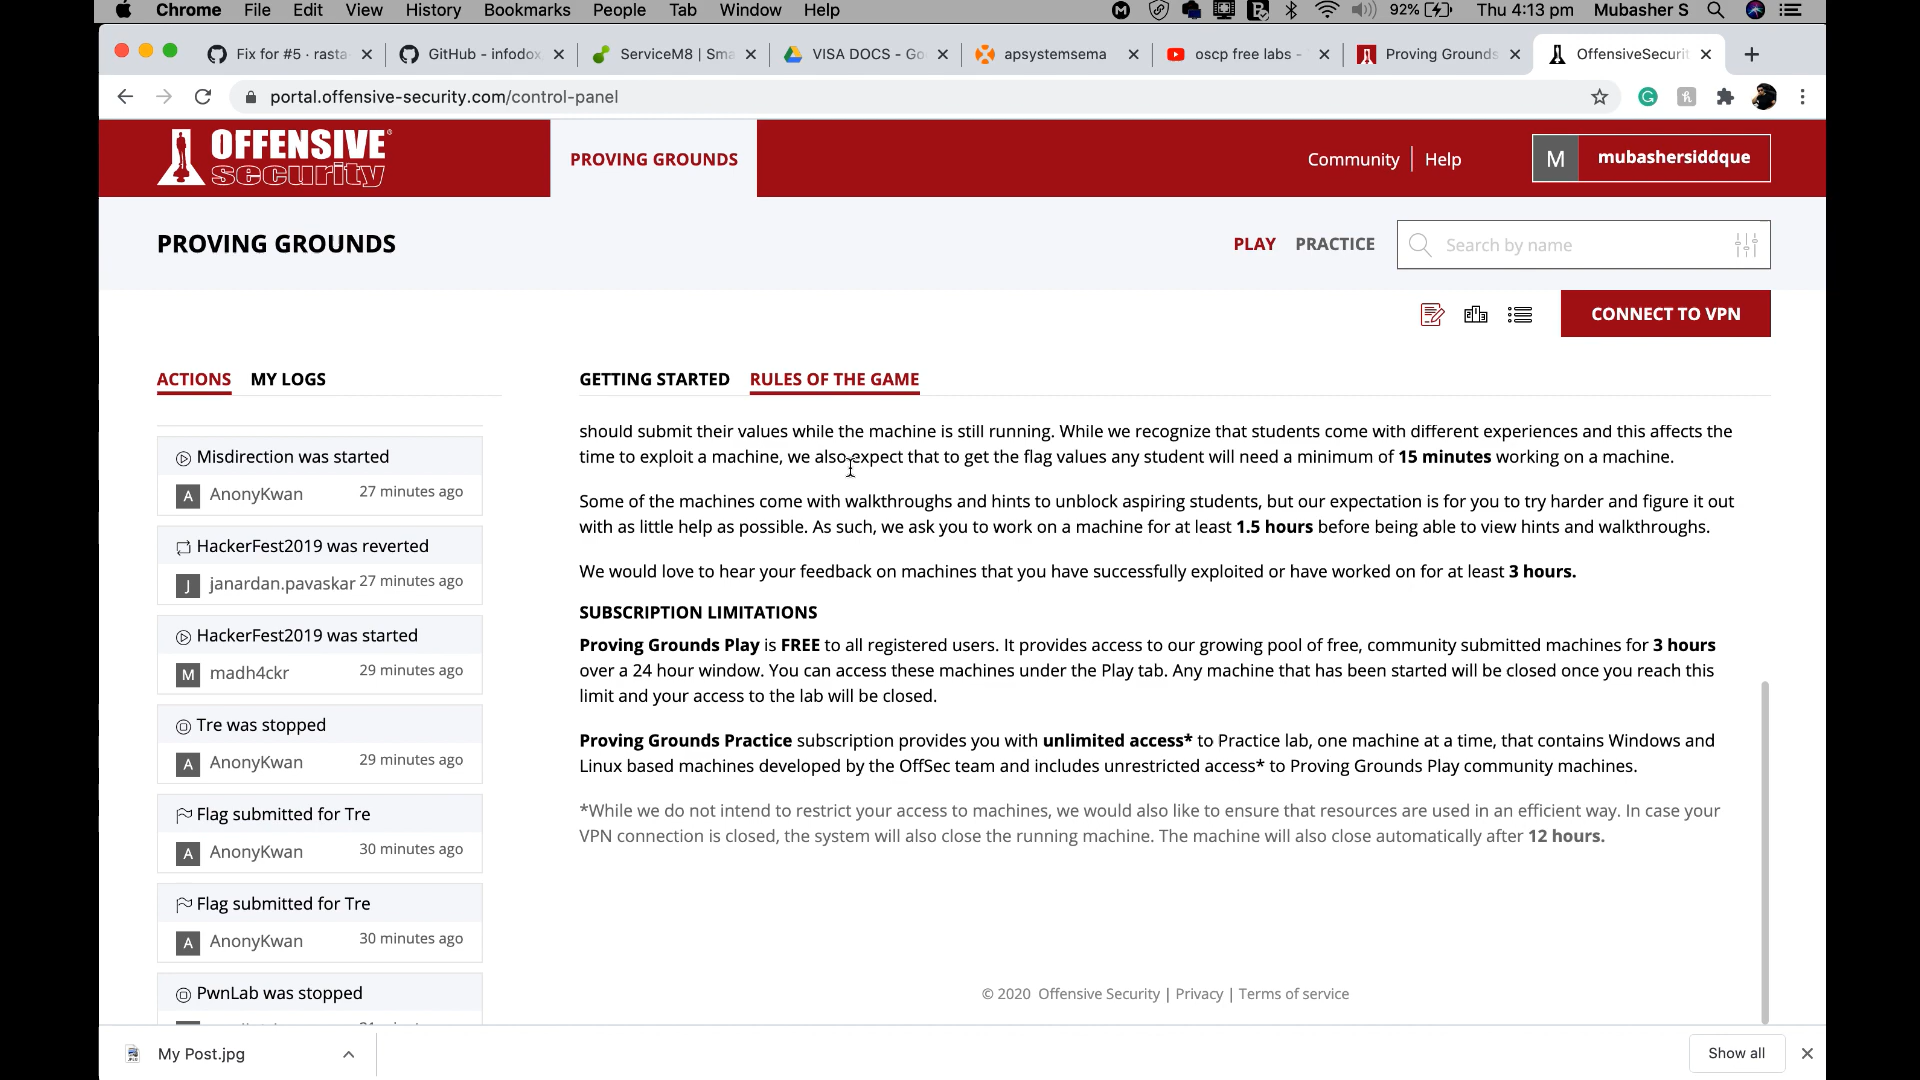 Chrome File Edit View History Bookmarks People Tab Window Help 92% Thu 4:13 pm Mubasher S
Fix for #5 · rasta GitHub - infodox ServiceM8 | Sma VISA DOCS - Go apsystemsema oscp free labs - Proving Grounds OffensiveSecurit
portal.offensive-security.com/control-panel
OFFENSIVE
security
PROVING GROUNDS
Community Help
M mubashersiddque
PROVING GROUNDS
PLAY PRACTICE Search by name
CONNECT TO VPN
ACTIONS MY LOGS
Misdirection was started
A AnonyKwan 27 minutes ago
HackerFest2019 was reverted
J janardan.pavaskar 27 minutes ago
HackerFest2019 was started
M madh4ckr 29 minutes ago
Tre was stopped
A AnonyKwan 29 minutes ago
Flag submitted for Tre
A AnonyKwan 30 minutes ago
Flag submitted for Tre
A AnonyKwan 30 minutes ago
PwnLab was stopped
GETTING STARTED RULES OF THE GAME
should submit their values while the machine is still running. While we recognize that students come with different experiences and this affects the
time to exploit a machine, we also expect that to get the flag values any student will need a minimum of 15 minutes working on a machine.
Some of the machines come with walkthroughs and hints to unblock aspiring students, but our expectation is for you to try harder and figure it out
with as little help as possible. As such, we ask you to work on a machine for at least 1.5 hours before being able to view hints and walkthroughs.
We would love to hear your feedback on machines that you have successfully exploited or have worked on for at least 3 hours.
SUBSCRIPTION LIMITATIONS
Proving Grounds Play is FREE to all registered users. It provides access to our growing pool of free, community submitted machines for 3 hours
over a 24 hour window. You can access these machines under the Play tab. Any machine that has been started will be closed once you reach this
limit and your access to the lab will be closed.
Proving Grounds Practice subscription provides you with unlimited access* to Practice lab, one machine at a time, that contains Windows and
Linux based machines developed by the OffSec team and includes unrestricted access* to Proving Grounds Play community machines.
*While we do not intend to restrict your access to machines, we would also like to ensure that resources are used in an efficient way. In case your
VPN connection is closed, the system will also close the running machine. The machine will also close automatically after 12 hours.
© 2020 Offensive Security | Privacy | Terms of service
My Post.jpg
Show all